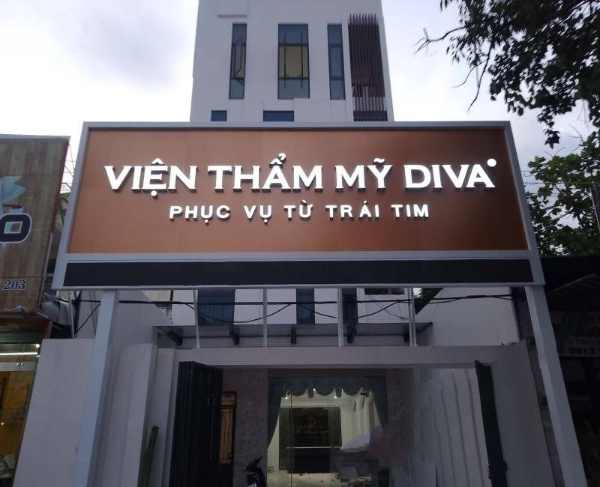 VIỆN THẨM MỸ DIVA
PHỤC VỤ TỪ TRÁI TIM
203